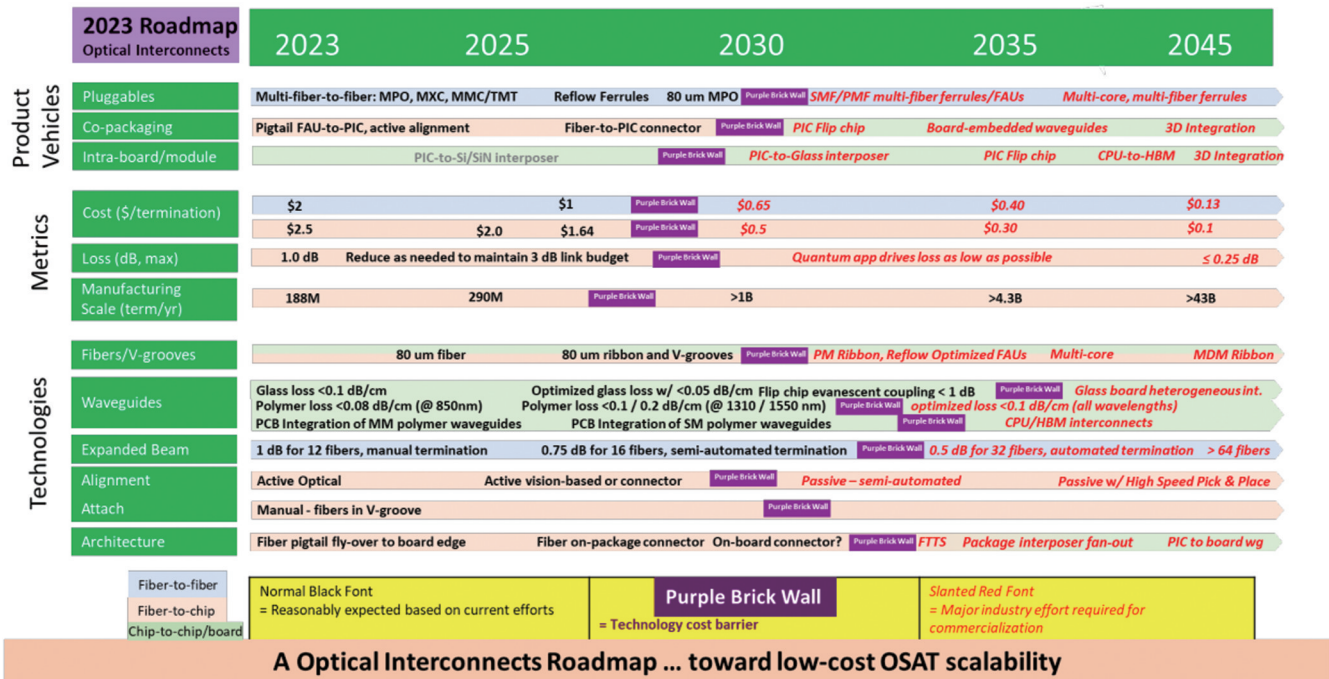 2023 Roadmap
Optical Interconnects
2023 2025 2030 2035 2045
Product
Vehicles
Pluggables
Multi-fiber-to-fiber: MPO, MXC, MMC/TMT Reflow Ferrules 80 um MPO Purple Brick Wall SMF/PMF multi-fiber ferrules/FAUs Multi-core, multi-fiber ferrules
Co-packaging
Pigtail FAU-to-PIC, active alignment Fiber-to-PIC connector Purple Brick Wall PIC Flip chip Board-embedded waveguides 3D Integration
Intra-board/module
PIC-to-Si/SiN interposer Purple Brick Wall PIC-to-Glass interposer PIC Flip chip CPU-to-HBM 3D Integration
Metrics
Cost ($/termination)
$2 $1 Purple Brick Wall $0.65 $0.40 $0.13
$2.5 $2.0 $1.64 Purple Brick Wall $0.5 $0.30 $0.1
Loss (dB, max)
1.0 dB Reduce as needed to maintain 3 dB link budget Purple Brick Wall Quantum app drives loss as low as possible ≤ 0.25 dB
Manufacturing
Scale (term/yr)
188M 290M Purple Brick Wall >1B >4.3B >43B
Technologies
Fibers/V-grooves
80 um fiber 80 um ribbon and V-grooves Purple Brick Wall PM Ribbon, Reflow Optimized FAUs Multi-core MDM Ribbon
Waveguides
Glass loss <0.1 dB/cm Optimized glass loss w/ <0.05 dB/cm Flip chip evanescent coupling < 1 dB Purple Brick Wall Glass board heterogeneous int.
Polymer loss <0.08 dB/cm (@ 850nm) Polymer loss <0.1 / 0.2 dB/cm (@ 1310 / 1550 nm) Purple Brick Wall optimized loss <0.1 dB/cm (all wavelengths)
PCB Integration of MM polymer waveguides PCB Integration of SM polymer waveguides Purple Brick Wall CPU/HBM interconnects
Expanded Beam
1 dB for 12 fibers, manual termination 0.75 dB for 16 fibers, semi-automated termination Purple Brick Wall 0.5 dB for 32 fibers, automated termination > 64 fibers
Alignment
Active Optical Active vision-based or connector Purple Brick Wall Passive – semi-automated Passive w/ High Speed Pick & Place
Attach
Manual - fibers in V-groove Purple Brick Wall
Architecture
Fiber pigtail fly-over to board edge Fiber on-package connector On-board connector? Purple Brick Wall FTTS Package interposer fan-out PIC to board wg
Fiber-to-fiber
Fiber-to-chip
Chip-to-chip/board
Normal Black Font
= Reasonably expected based on current efforts
Purple Brick Wall
= Technology cost barrier
Slanted Red Font
= Major industry effort required for
commercialization
A Optical Interconnects Roadmap ... toward low-cost OSAT scalability